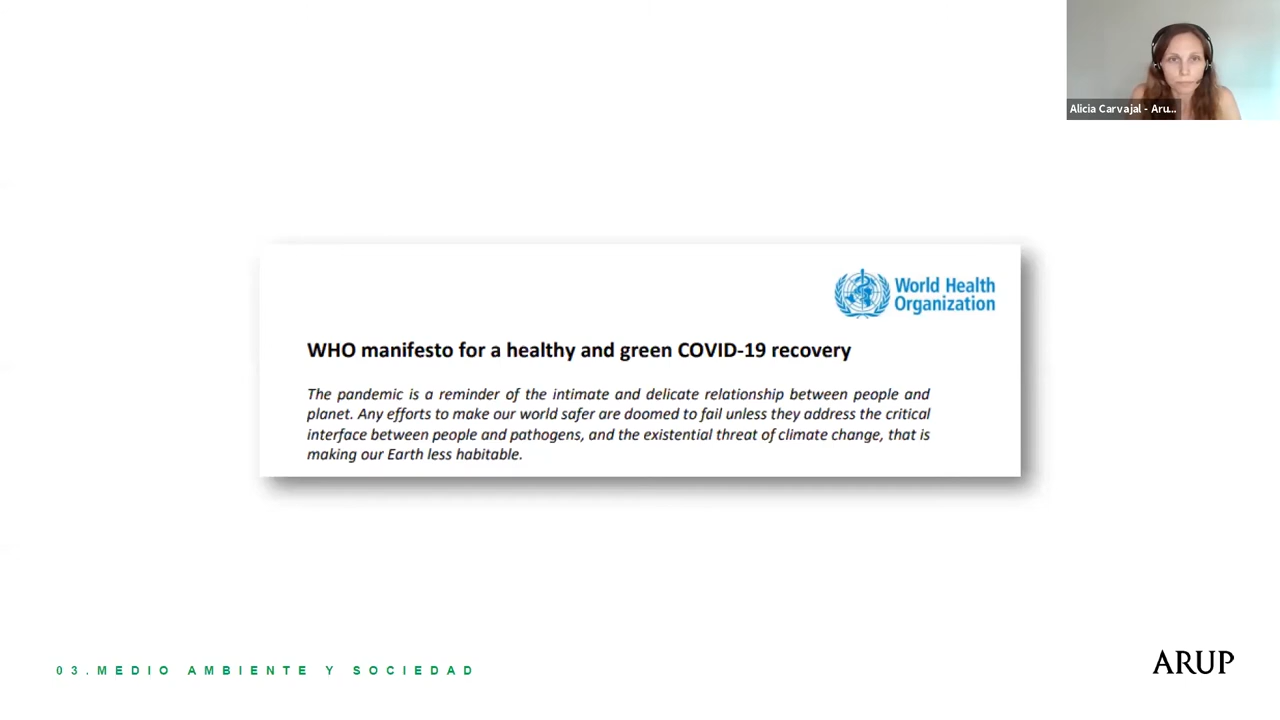 Alicia Carvajal - Aru...
World Health
Organization
WHO manifesto for a healthy and green COVID-19 recovery
The pandemic is a reminder of the intimate and delicate relationship between people and
planet. Any efforts to make our world safer are doomed to fail unless they address the critical
interface between people and pathogens, and the existential threat of climate change, that is
making our Earth less habitable.
03.MEDIO AMBIENTE Y SOCIEDAD
ARUP